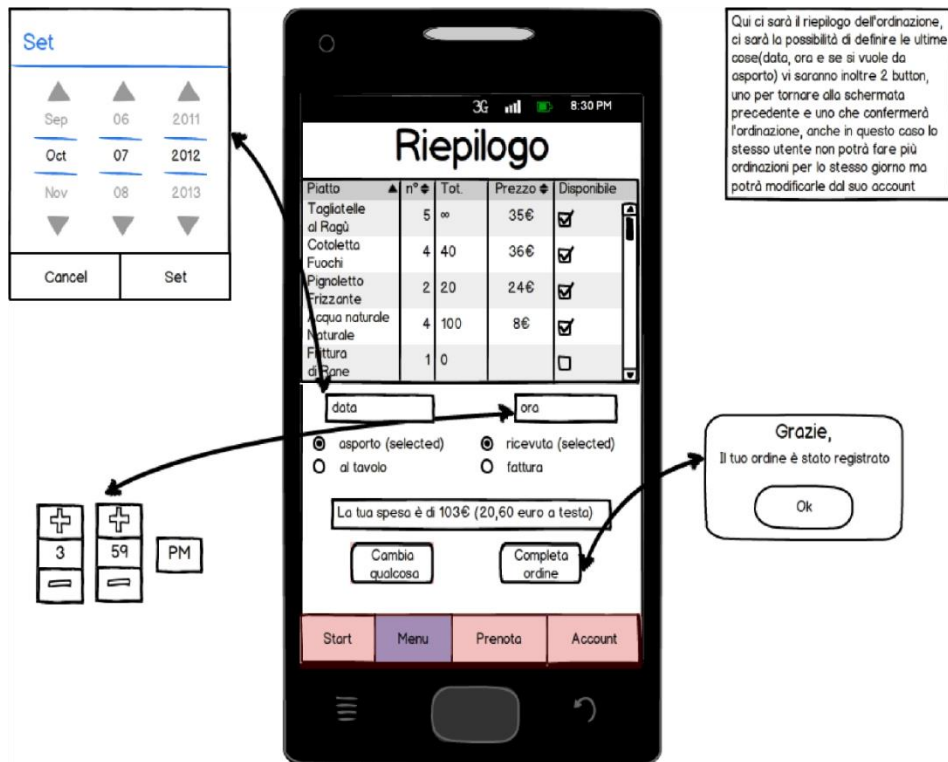 Set
Sep 06 2011
Oct 07 2012
Nov 08 2013
Cancel Set
3G 8:30 PM
Riepilogo
Piatto n° Tot. Prezzo Disponibile
Tagliatelle
al Ragù 5 ∞ 35€
Cotoletta
Fuochi 4 40 36€
Pignoletto
Frizzante 2 20 24€
Acqua naturale
Naturale 4 100 8€
Frittura
di Rane 1 0
data ora
asporto (selected) ricevuta (selected)
al tavolo fattura
La tua spesa è di 103€ (20,60 euro a testa)
Cambia
qualcosa
Completa
ordine
Start Menu Prenota Account
3 59 PM
Qui ci sarà il riepilogo dell'ordinazione,
ci sarà la possibilità di definire le ultime
cose(data, ora e se si vuole da
asporto) vi saranno inoltre 2 button,
uno per tornare alla schermata
precedente e uno che confermerà
l'ordinazione, anche in questo caso lo
stesso utente non potrà fare più
ordinazioni per lo stesso giorno ma
potrà modificarle dal suo account
Grazie,
Il tuo ordine è stato registrato
Ok